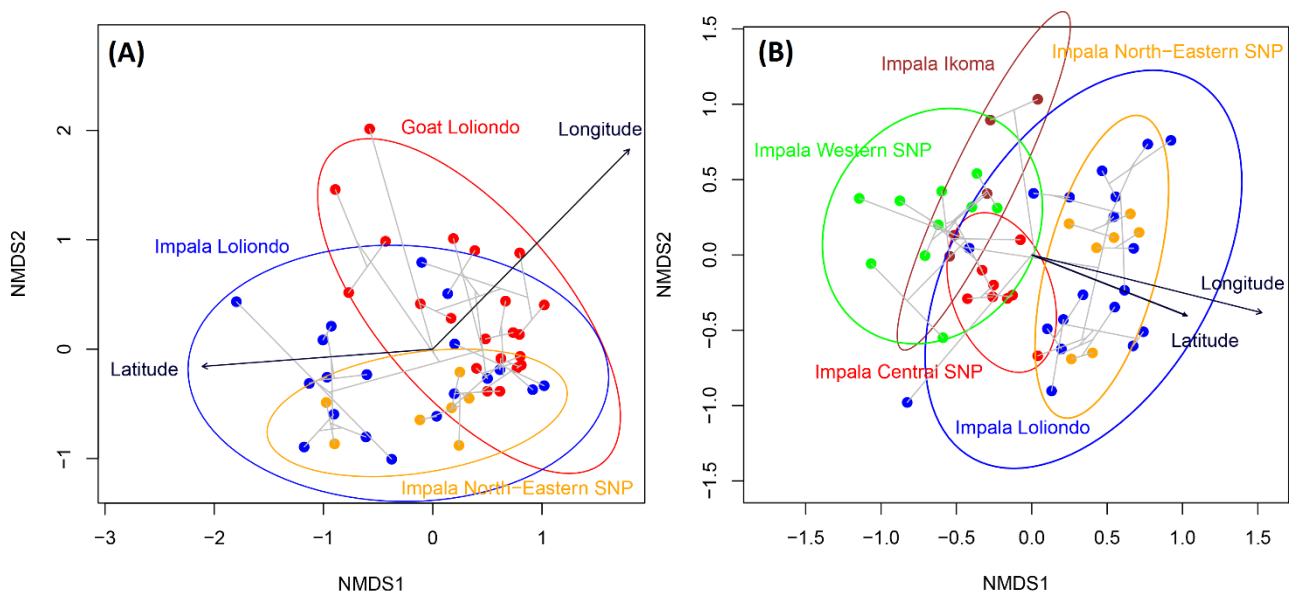 (A)
Goat Loliondo
Longitude
Impala Loliondo
Latitude
Impala North−Eastern SNP
NMDS2
2
1
0
−1
−3
−2
−1
0
1
NMDS1
(B)
Impala North−Eastern SNP
Impala Ikoma
Impala Western SNP
Longitude
Latitude
Impala Central SNP
Impala Loliondo
NMDS2
1.5
1.0
0.5
0.0
−0.5
−1.0
−1.5
−1.5
−1.0
−0.5
0.0
0.5
1.0
1.5
NMDS1